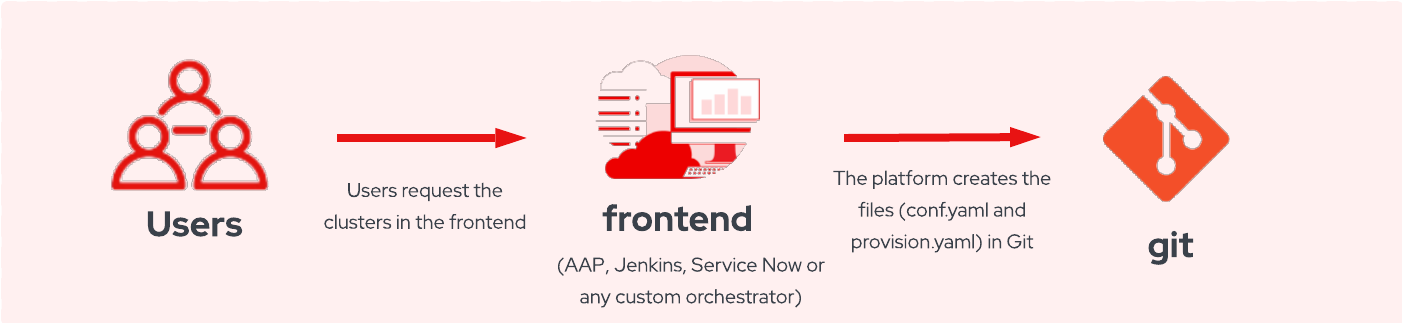 Users
Users request the
clusters in the frontend
frontend
(AAP, Jenkins, Service Now or
any custom orchestrator)
The platform creates the
files (conf.yaml and
provision.yaml) in Git
git